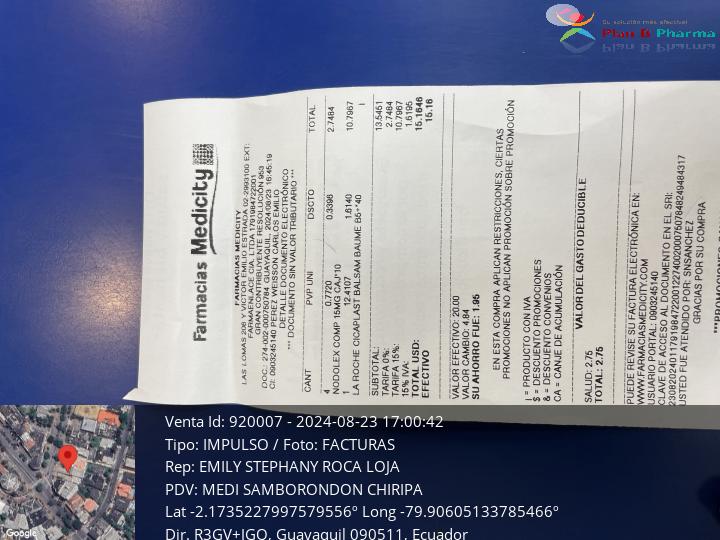 Su solución más efectiva!
Plan B Pharma
Farmacias Medicity
FARMACIAS MEDICITY
LAS LOMAS 208 Y VICTOR EMILIO ESTRADA 02-2993100 EXT:
FARMAENLACE CIA. LTDA 1791984722001
GRAN CONTRIBUYENTE RESOLUCIÓN 953
DOC.: 274-002-000760784 GUAYAQUIL, 2024/08/23 16:45:19
CI: 0903245140 PEREZ WEISSON CARLOS EMILIO
DETALLE DOCUMENTO ELECTRÓNICO
*** DOCUMENTO SIN VALOR TRIBUTARIO ***
CANT PVP UNI DSCTO TOTAL
4 0.7720 0.3396 2.7484
NODOLEX COMP 15MG CAJ*10
1 12.4107 1.6140 10.7967
LA ROCHE CICAPLAST BALSAM BAUME B5+*40 I
SUBTOTAL: 13.5451
TARIFA 0%: 2.7484
TARIFA 15%: 10.7967
15% IVA: 1.6195
TOTAL USD: 15.1646
EFECTIVO 15.16
VALOR EFECTIVO: 20.00
VALOR CAMBIO: 4.84
SU AHORRO FUE: 1.95
EN ESTA COMPRA APLICAN RESTRICCIONES, CIERTAS
PROMOCIONES NO APLICAN PROMOCIÓN SOBRE PROMOCIÓN
I = PRODUCTO CON IVA
$ = DESCUENTO PROMOCIONES
& = DESCUENTO CONVENIOS
CA = CANJE DE ACUMULACIÓN
VALOR DEL GASTO DEDUCIBLE
SALUD: 2.75
TOTAL: 2.75
PUEDE REVISE SU FACTURA ELECTRÓNICA EN:
WWW.FARMACIASMEDICITY.COM
USUARIO PORTAL: 0903245140
CLAVE DE ACCESO AL DOCUMENTO EN EL SRI:
USTED FUE ATENDIDO POR: SNSANCHEZ
GRACIAS POR SU COMPRA
Venta Id: 920007 - 2024-08-23 17:00:42
Tipo: IMPULSO / Foto: FACTURAS
Rep: EMILY STEPHANY ROCA LOJA
PDV: MEDI SAMBORONDON CHIRIPA
Lat -2.1735227997579556° Long -79.90605133785466°
Dir. R3GV+JGQ, Guayaquil 090511, Ecuador
Google